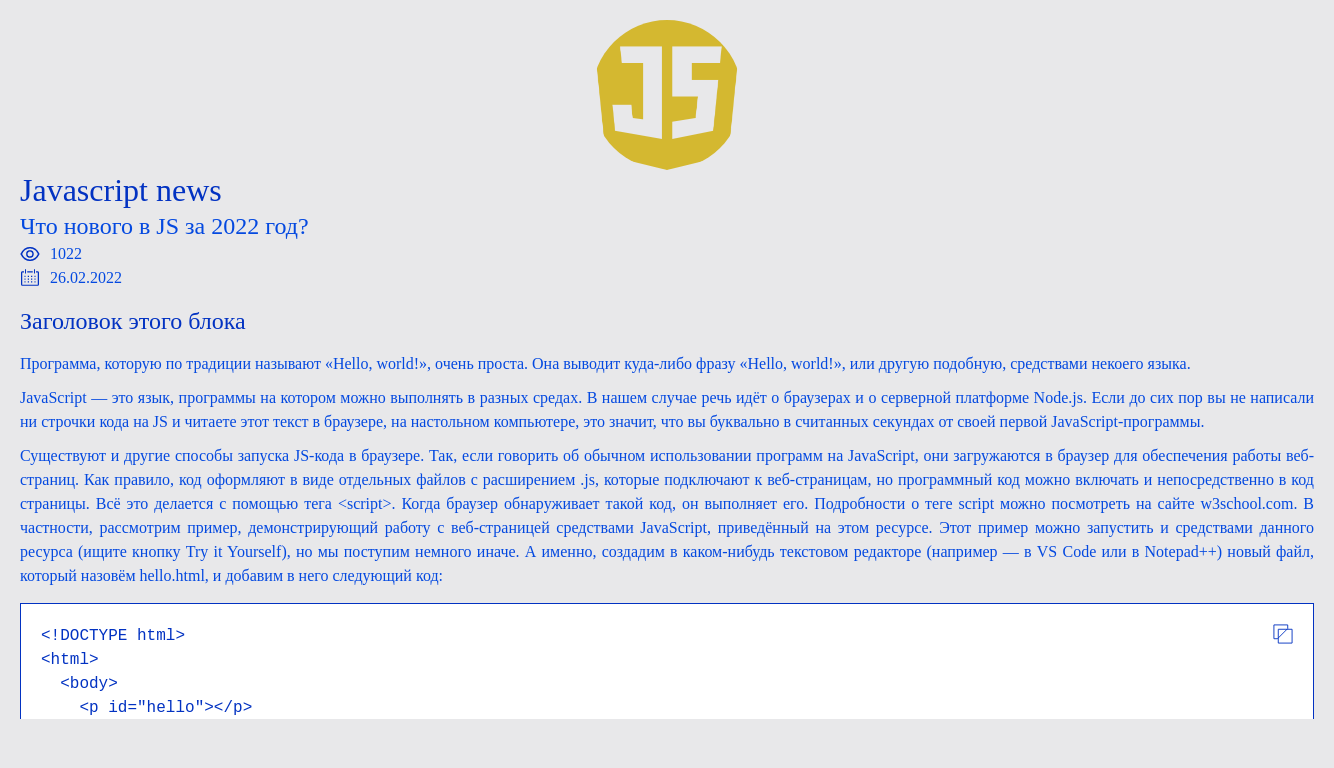 JS
Javascript news
Что нового в JS за 2022 год?
1022
26.02.2022
Заголовок этого блока
Программа, которую по традиции называют «Hello, world!», очень проста. Она выводит куда-либо фразу «Hello, world!», или другую подобную, средствами некоего языка.
JavaScript — это язык, программы на котором можно выполнять в разных средах. В нашем случае речь идёт о браузерах и о серверной платформе Node.js. Если до сих пор вы не написали
ни строчки кода на JS и читаете этот текст в браузере, на настольном компьютере, это значит, что вы буквально в считанных секундах от своей первой JavaScript-программы.
Существуют и другие способы запуска JS-кода в браузере. Так, если говорить об обычном использовании программ на JavaScript, они загружаются в браузер для обеспечения работы веб-
страниц. Как правило, код оформляют в виде отдельных файлов с расширением .js, которые подключают к веб-страницам, но программный код можно включать и непосредственно в код
страницы. Всё это делается с помощью тега <script>. Когда браузер обнаруживает такой код, он выполняет его. Подробности о теге script можно посмотреть на сайте w3school.com. В
частности, рассмотрим пример, демонстрирующий работу с веб-страницей средствами JavaScript, приведённый на этом ресурсе. Этот пример можно запустить и средствами данного
ресурса (ищите кнопку Try it Yourself), но мы поступим немного иначе. А именно, создадим в каком-нибудь текстовом редакторе (например — в VS Code или в Notepad++) новый файл,
который назовём hello.html, и добавим в него следующий код:
<!DOCTYPE html>
<html>
  <body>
    <p id="hello"></p>